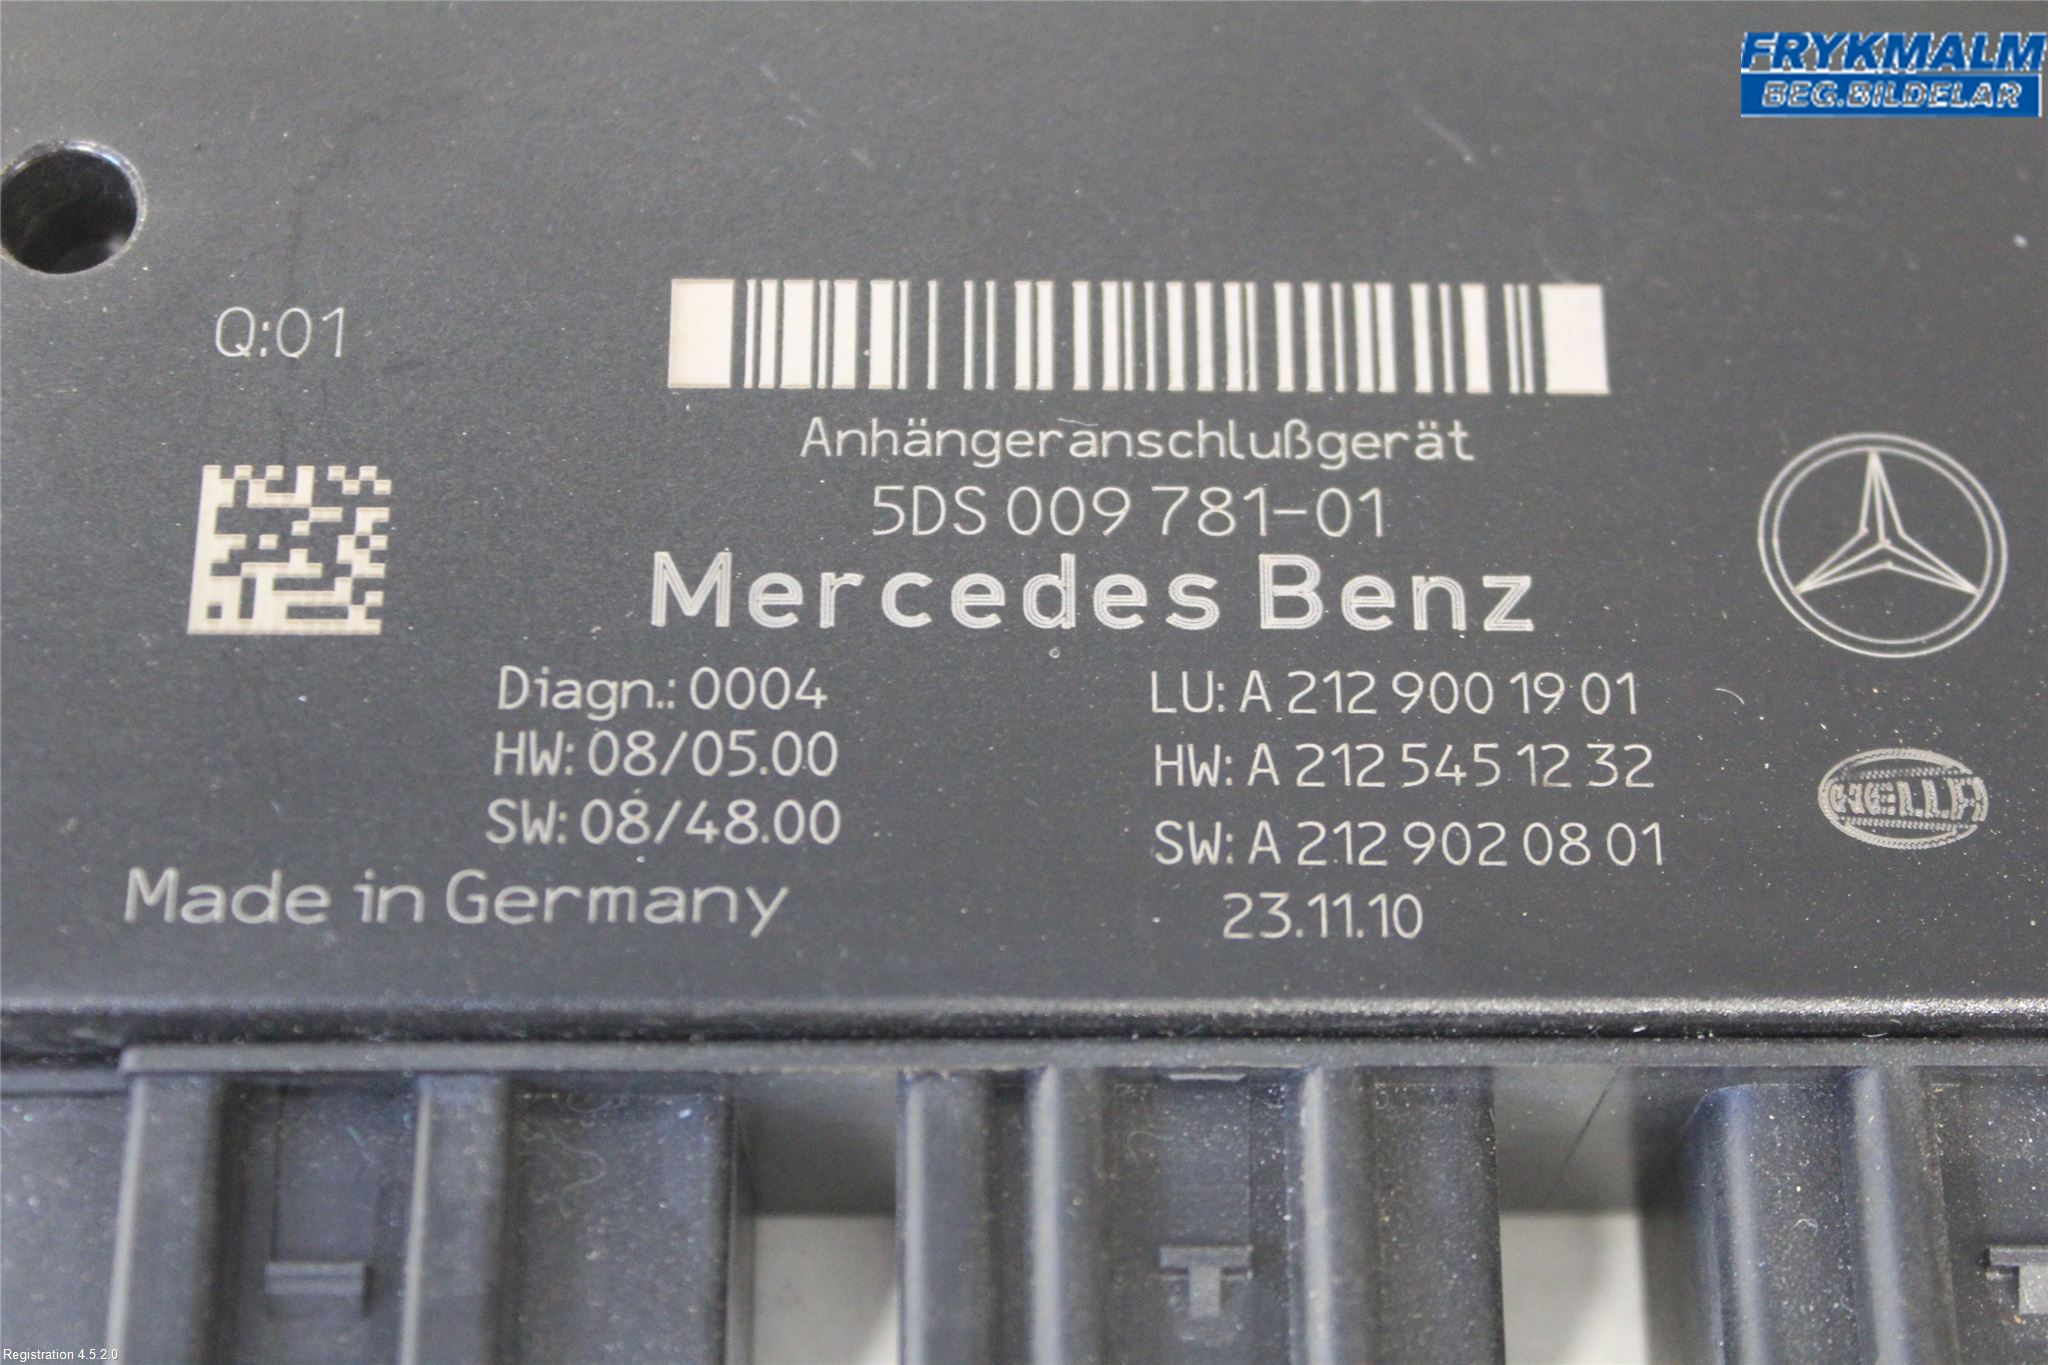 FRYKMALM
BEG.BILDELAR
Q:01
Anhängeranschlußgerät
5DS 009 781-01
Mercedes Benz
Diagn.: 0004
HW: 08/05.00
SW: 08/48.00
Made in Germany
LU: A 212 900 19 01
HW: A 212 545 12 32
SW: A 212 902 08 01
23.11.10
HELLA
Registration 4.5.2.0